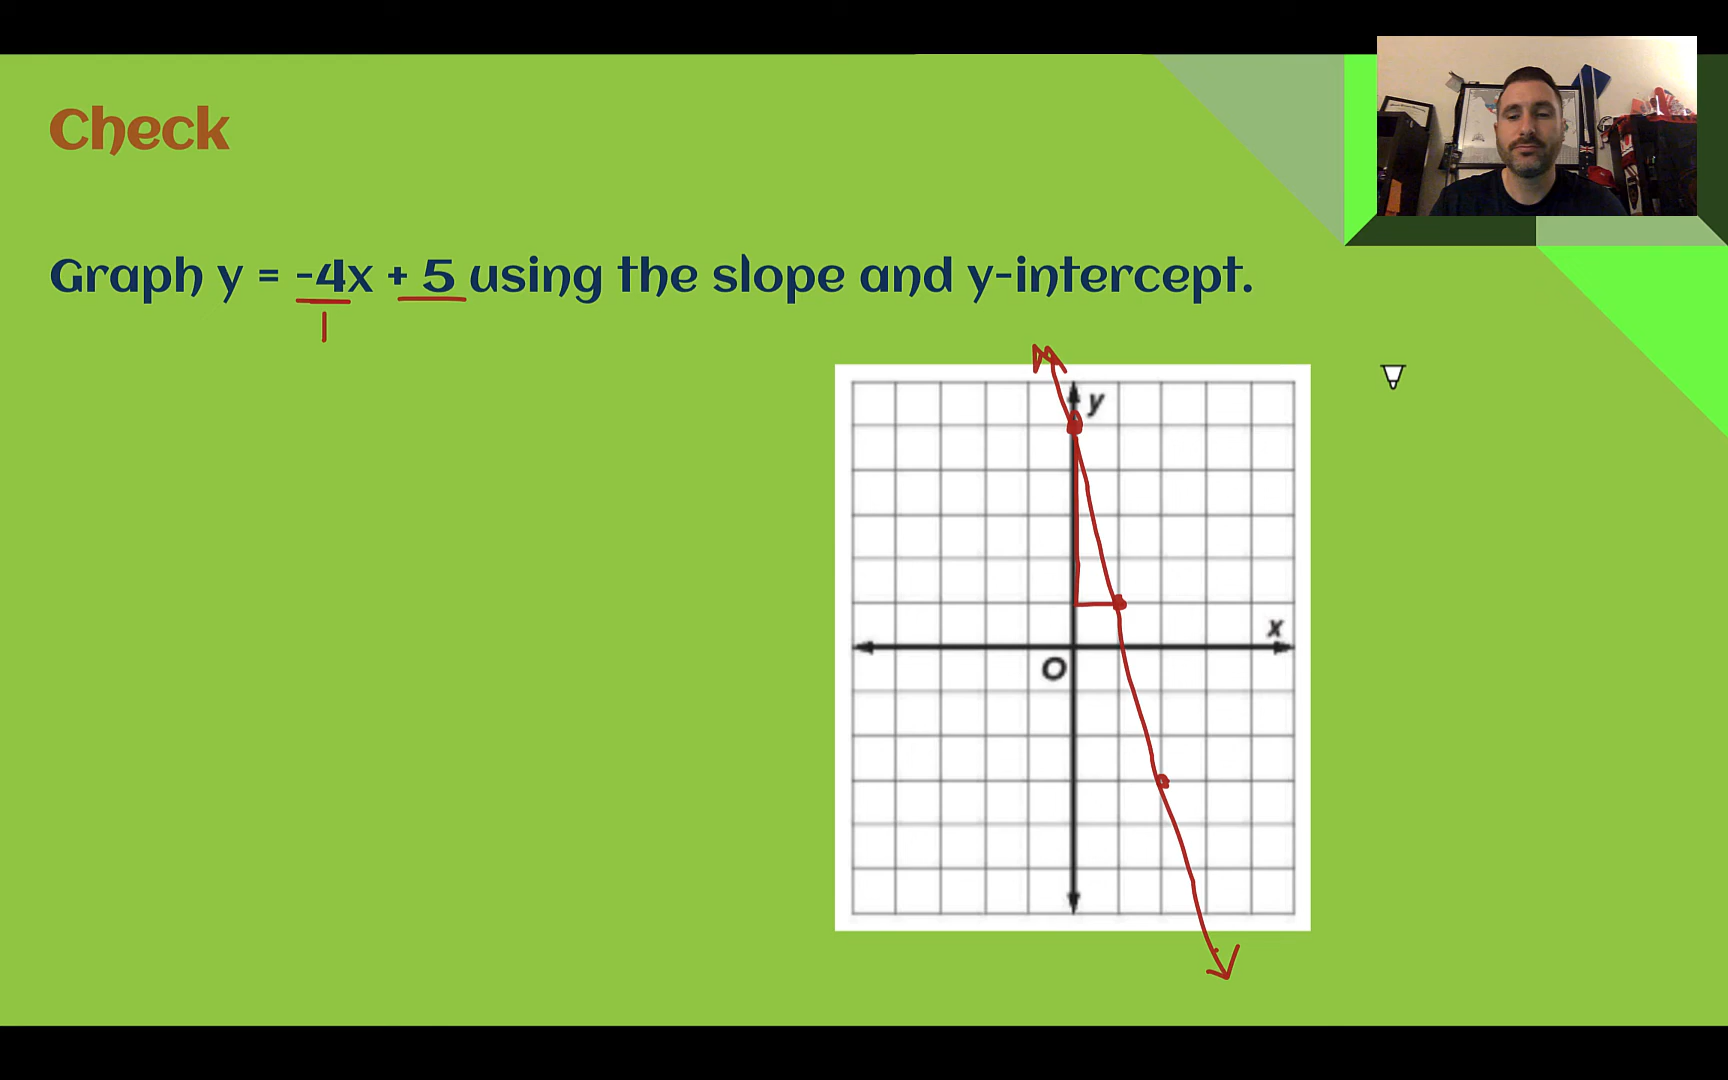 Check
Graph y = -4x + 5 using the slope and y-intercept.
1
y
x
O